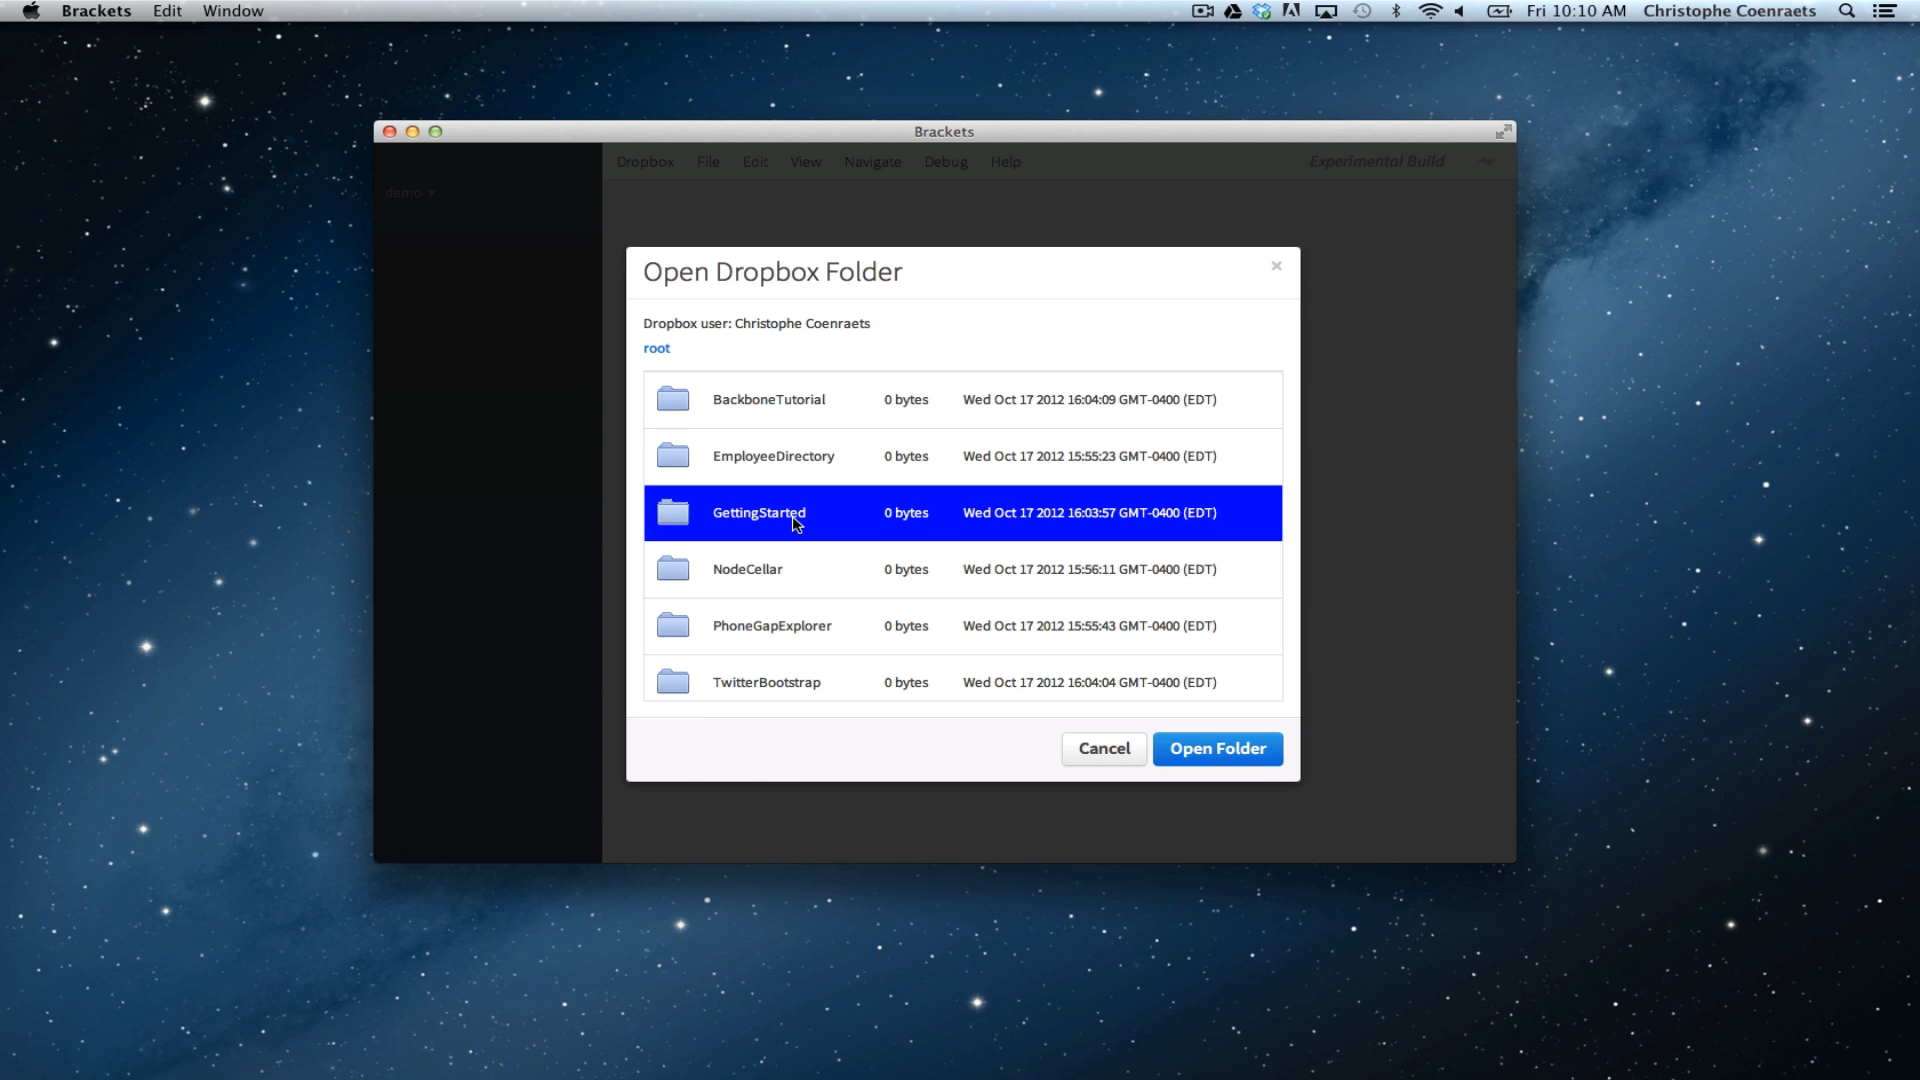 Brackets Edit Window Fri 10:10 AM Christophe Coenraets
Brackets
Dropbox File Edit View Navigate Debug Help Experimental Build
demo
Open Dropbox Folder ×
Dropbox user: Christophe Coenraets
root
BackboneTutorial 0 bytes Wed Oct 17 2012 16:04:09 GMT-0400 (EDT)
EmployeeDirectory 0 bytes Wed Oct 17 2012 15:55:23 GMT-0400 (EDT)
GettingStarted 0 bytes Wed Oct 17 2012 16:03:57 GMT-0400 (EDT)
NodeCellar 0 bytes Wed Oct 17 2012 15:56:11 GMT-0400 (EDT)
PhoneGapExplorer 0 bytes Wed Oct 17 2012 15:55:43 GMT-0400 (EDT)
TwitterBootstrap 0 bytes Wed Oct 17 2012 16:04:04 GMT-0400 (EDT)
Cancel Open Folder